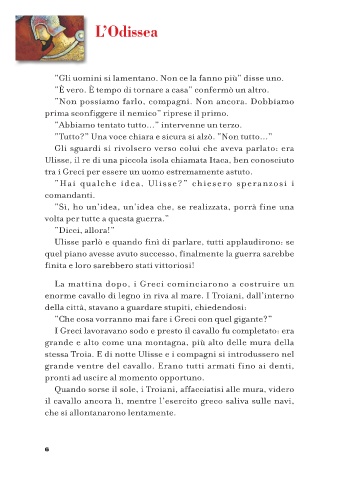 L'Odissea
"Gli uomini si lamentano. Non ce la fanno più" disse uno.
"È vero. È tempo di tornare a casa" confermò un altro.
"Non possiamo farlo, compagni. Non ancora. Dobbiamo
prima sconfiggere il nemico" riprese il primo.
"Abbiamo tentato tutto…" intervenne un terzo.
"Tutto?" Una voce chiara e sicura si alzò. "Non tutto…"
Gli sguardi si rivolsero verso colui che aveva parlato: era
Ulisse, il re di una piccola isola chiamata Itaca, ben conosciuto
tra i Greci per essere un uomo estremamente astuto.
"Hai qualche idea, Ulisse?" chiesero speranzosi i
comandanti.
"Sì, ho un'idea, un'idea che, se realizzata, porrà fine una
volta per tutte a questa guerra."
"Dicci, allora!"
Ulisse parlò e quando finì di parlare, tutti applaudirono: se
quel piano avesse avuto successo, finalmente la guerra sarebbe
finita e loro sarebbero stati vittoriosi!
La mattina dopo, i Greci cominciarono a costruire un
enorme cavallo di legno in riva al mare. I Troiani, dall'interno
della città, stavano a guardare stupiti, chiedendosi:
"Che cosa vorranno mai fare i Greci con quel gigante?"
I Greci lavoravano sodo e presto il cavallo fu completato: era
grande e alto come una montagna, più alto delle mura della
stessa Troia. E di notte Ulisse e i compagni si introdussero nel
grande ventre del cavallo. Erano tutti armati fino ai denti,
pronti ad uscire al momento opportuno.
Quando sorse il sole, i Troiani, affacciatisi alle mura, videro
il cavallo ancora lì, mentre l'esercito greco saliva sulle navi,
che si allontanarono lentamente.
6